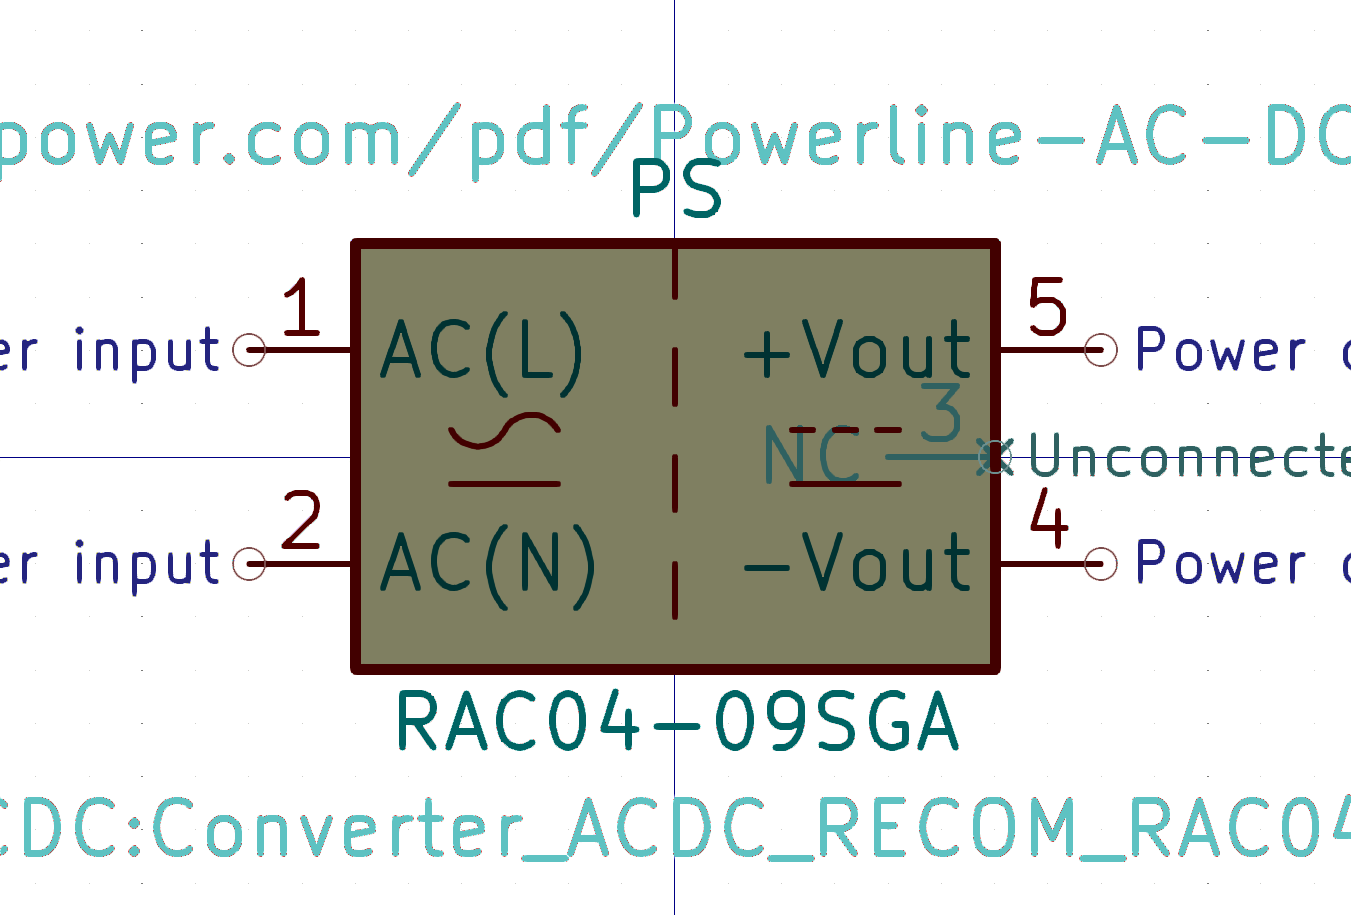 power.com/pdf/Powerline-AC-DC
PS
1 5
er input AC(L) +Vout Power
3
NC Unconnecte
2 4
er input AC(N) -Vout Power
RAC04-09SGA
CDC:Converter_ACDC_RECOM_RAC04